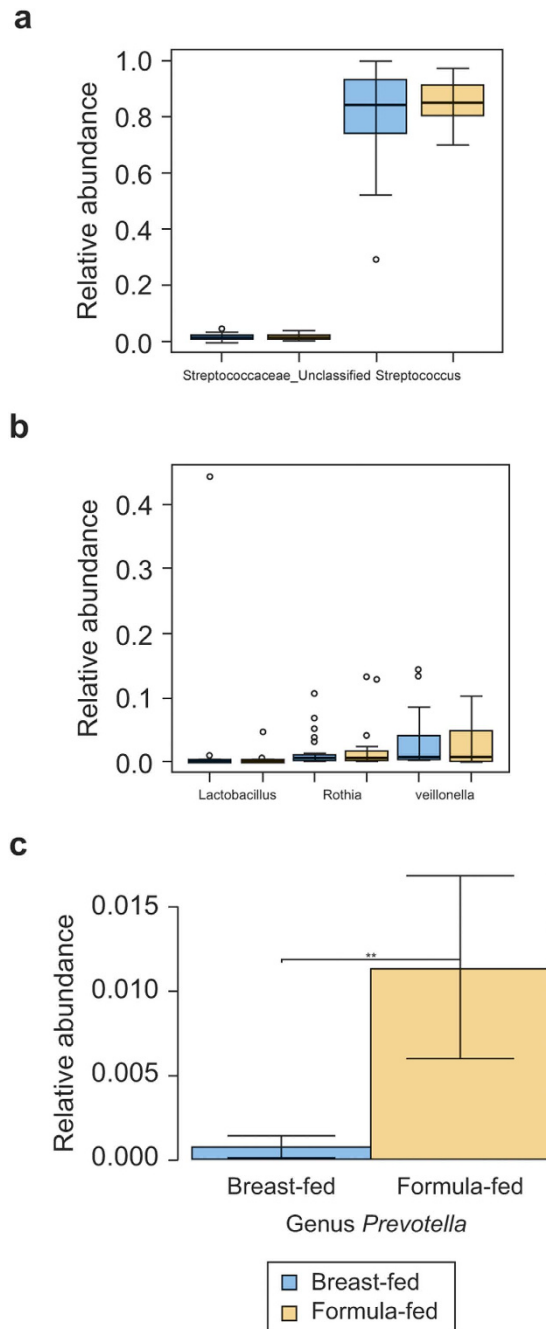 a
Relative abundance
1.0
0.8
0.6
0.4
0.2
0.0
Streptococcaceae_Unclassified Streptococcus
b
Relative abundance
0.4
0.3
0.2
0.1
0.0
Lactobacillus Rothia veillonella
c
Relative abundance
0.015
0.010
0.005
0.000
**
Breast-fed Formula-fed
Genus Prevotella
Breast-fed
Formula-fed